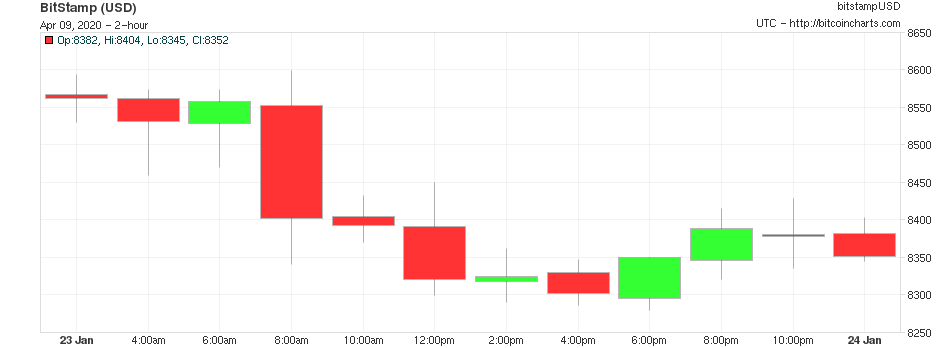 BitStamp (USD)
bitstampUSD
Apr 09, 2020 - 2-hour
UTC - http://bitcoincharts.com
Op:8382, Hi:8404, Lo:8345, Cl:8352
8650
8600
8550
8500
8450
8400
8350
8300
8250
23 Jan 4:00am 6:00am 8:00am 10:00am 12:00pm 2:00pm 4:00pm 6:00pm 8:00pm 10:00pm 24 Jan